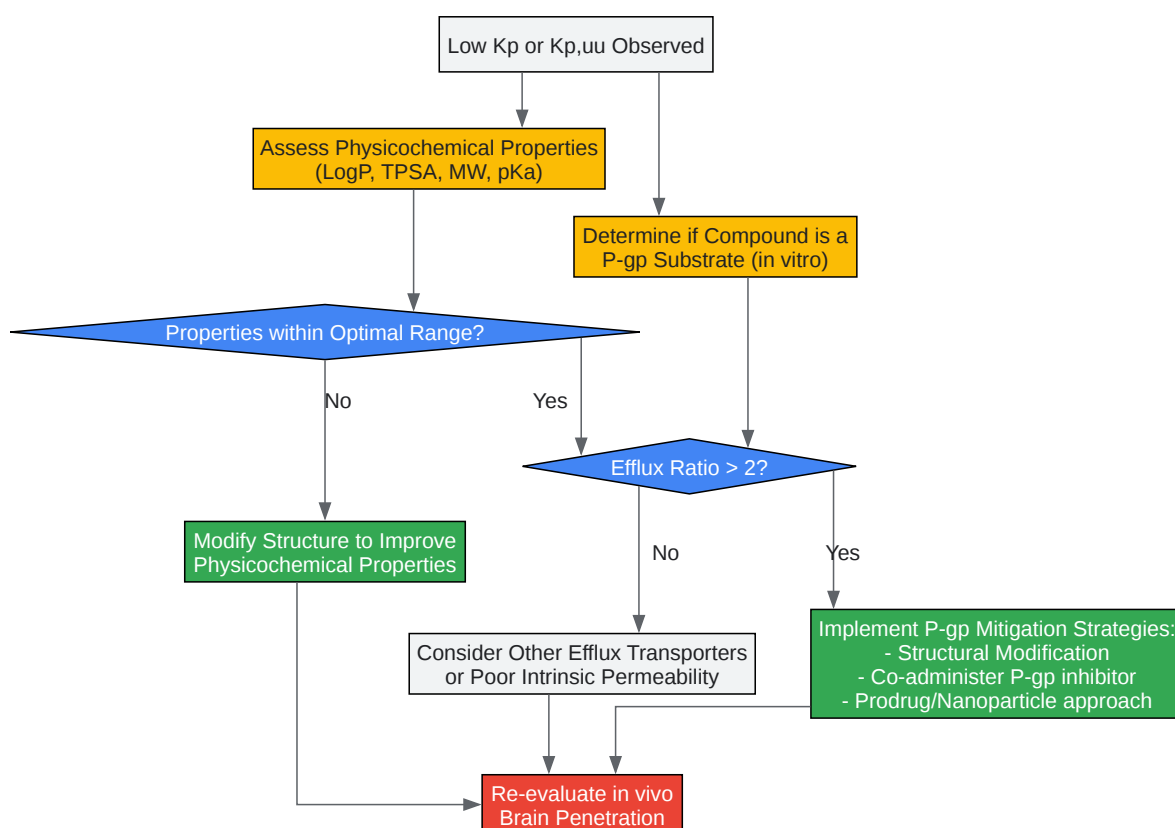 Low Kp or Kp,uu Observed
Assess Physicochemical Properties
(LogP, TPSA, MW, pKa)
Determine if Compound is a
P-gp Substrate (in vitro)
Properties within Optimal Range?
No
Yes
Efflux Ratio > 2?
Modify Structure to Improve
Physicochemical Properties
No
Yes
Consider Other Efflux Transporters
or Poor Intrinsic Permeability
Implement P-gp Mitigation Strategies:
- Structural Modification
- Co-administer P-gp inhibitor
- Prodrug/Nanoparticle approach
Re-evaluate in vivo
Brain Penetration